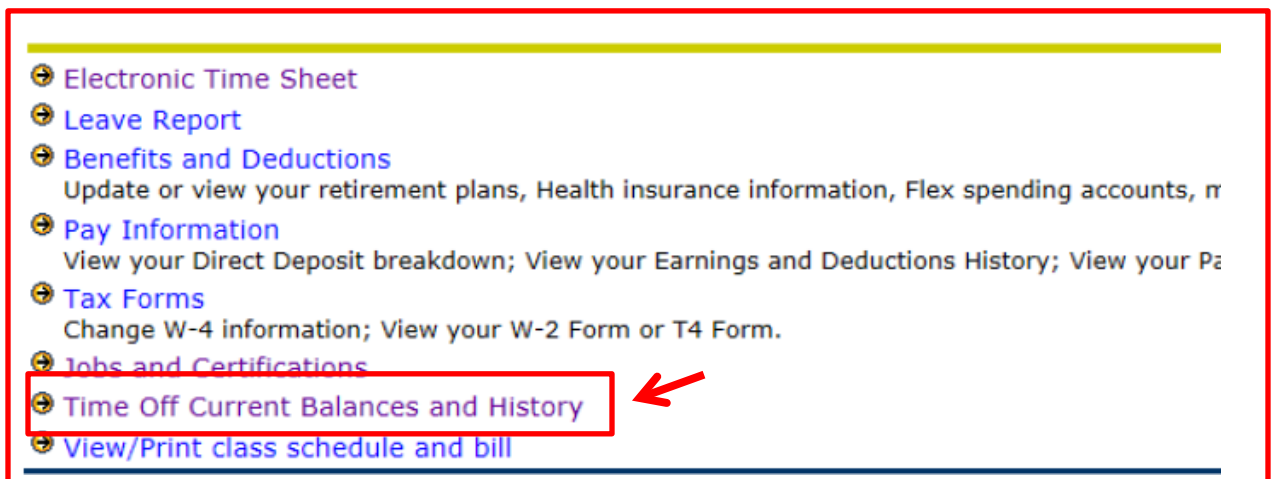 Electronic Time Sheet
Leave Report
Benefits and Deductions
Update or view your retirement plans, Health insurance information, Flex spending accounts, m
Pay Information
View your Direct Deposit breakdown; View your Earnings and Deductions History; View your Pa
Tax Forms
Change W-4 information; View your W-2 Form or T4 Form.
Jobs and Certifications
Time Off Current Balances and History
View/Print class schedule and bill